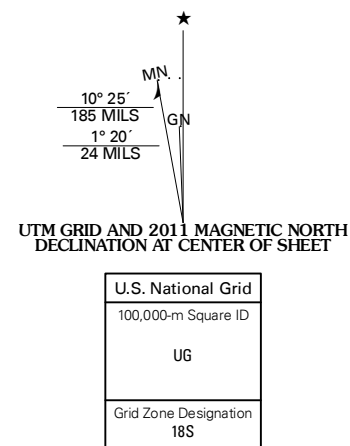 ★
MN
10° 25´
185 MILS
GN
1° 20´
24 MILS
UTM GRID AND 2011 MAGNETIC NORTH
DECLINATION AT CENTER OF SHEET
U.S. National Grid
100,000-m Square ID
UG
Grid Zone Designation
18S